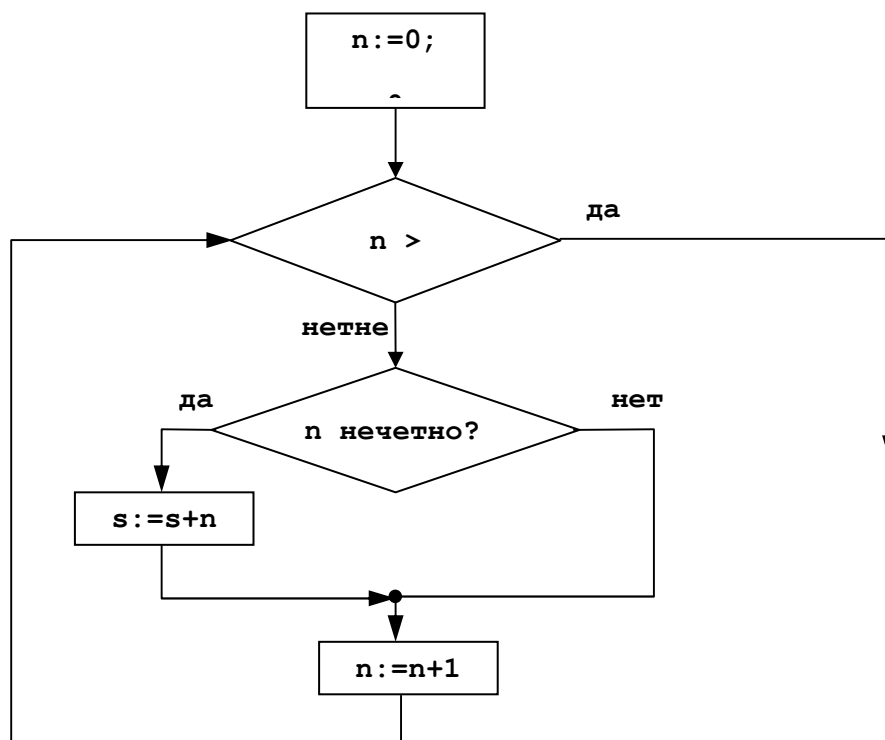 n:=0;
да
n >
нетне
да
нет
n нечетно?
s:=s+n
n:=n+1